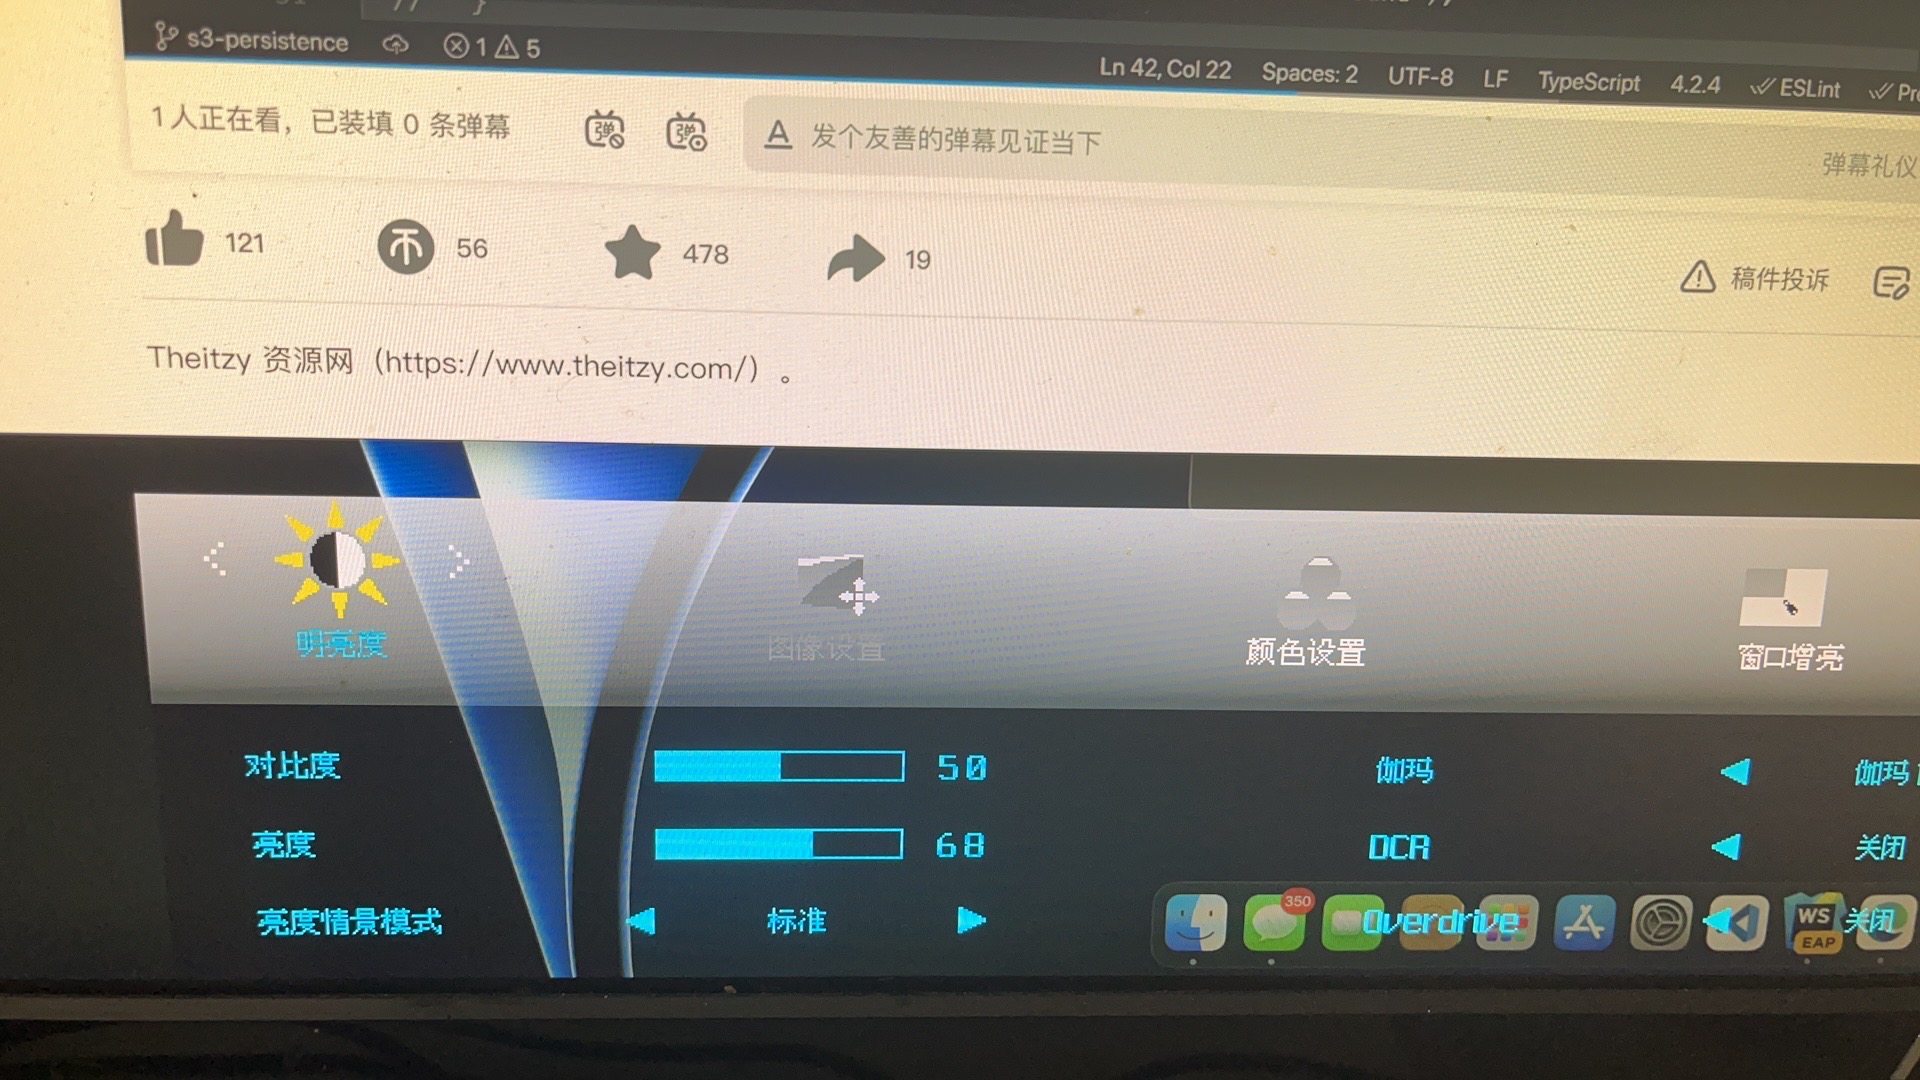 s3-persistence 1 5
Ln 42, Col 22 Spaces: 2 UTF-8 LF TypeScript 4.2.4 ESLint
1 人正在看，已装填 0 条弹幕 弹 弹 A 发个友善的弹幕见证当下 弹幕礼仪
121 56 478 19 稿件投诉
Theitzy 资源网（https://www.theitzy.com/）。
明亮度 图像设置 颜色设置 窗口增亮
对比度 50 伽玛 伽玛
亮度 68 DCR 关闭
亮度情景模式 标准 Overdrive 关闭
350
WS
EAP